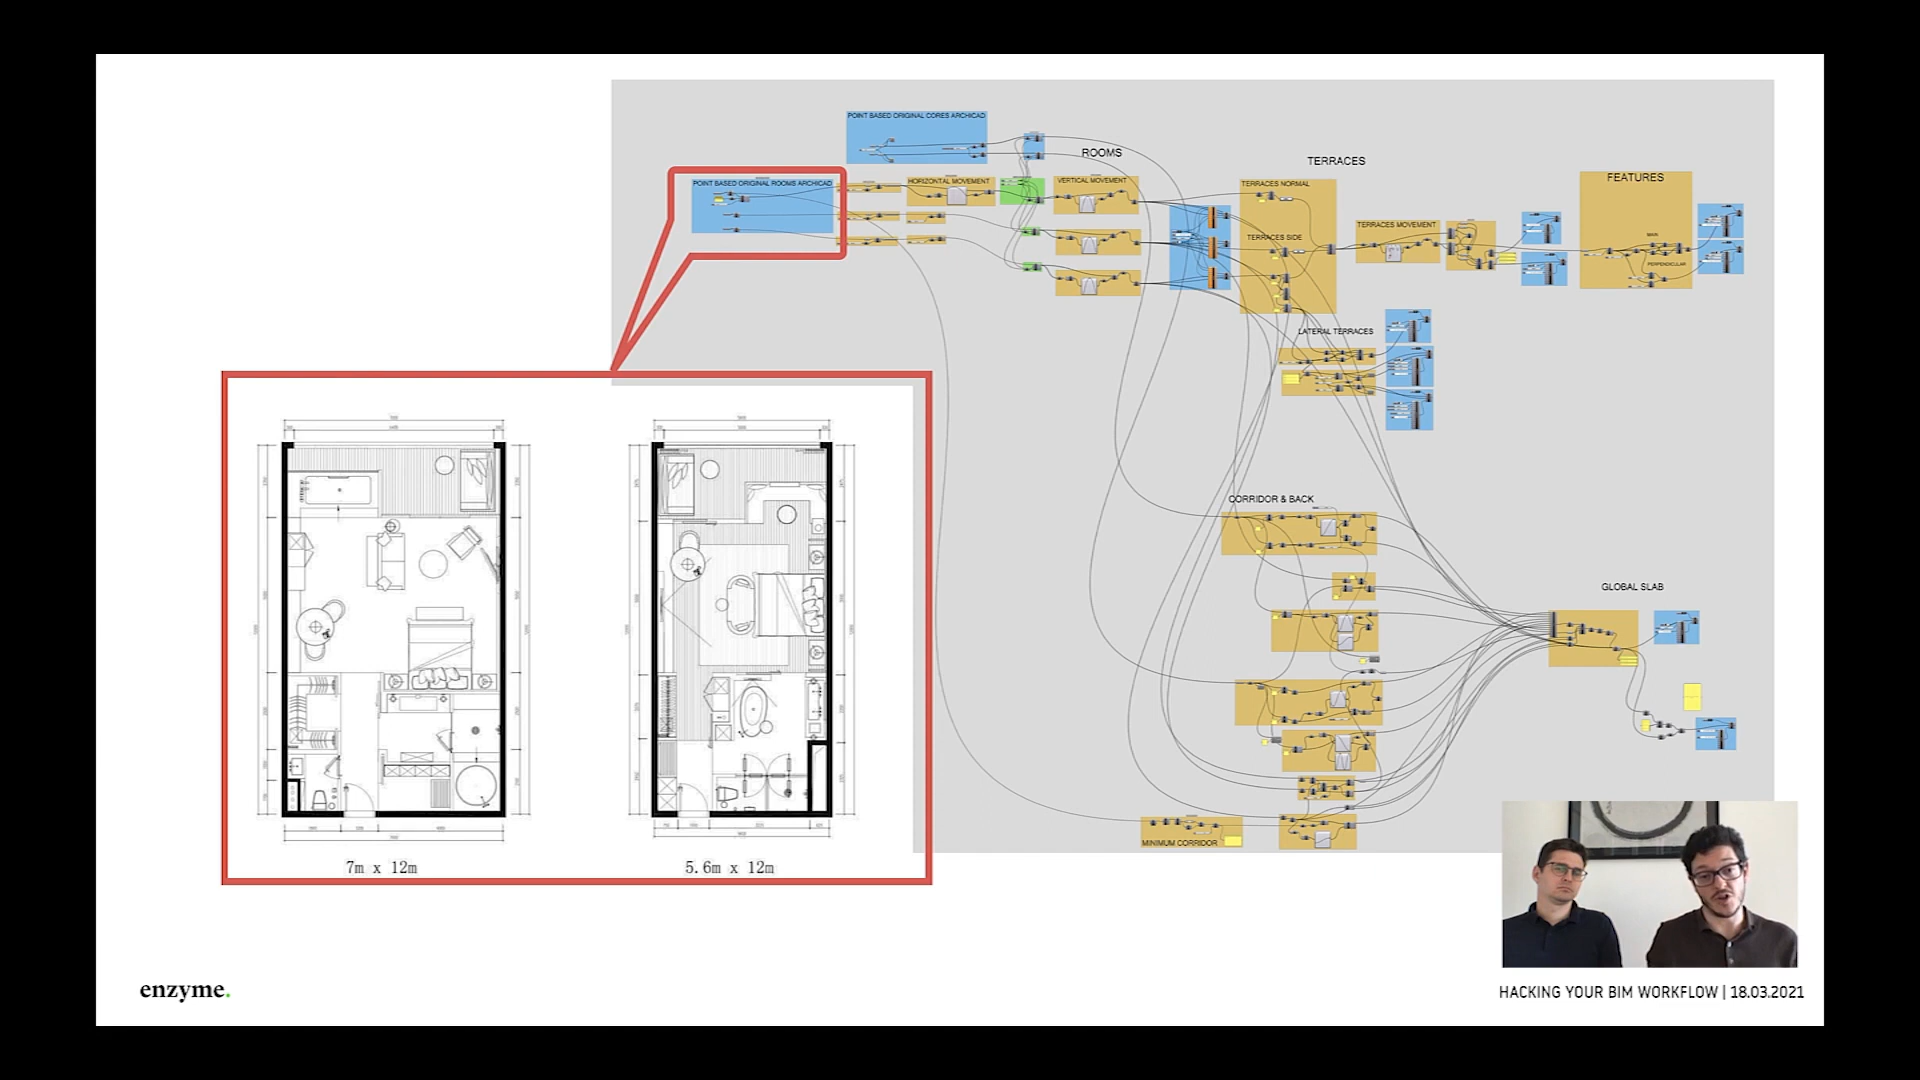 POINT BASED ORIGINAL CORES ARCHICAD
ROOMS
TERRACES
POINT BASED ORIGINAL ROOMS ARCHICAD
HORIZONTAL MOVEMENT
VERTICAL MOVEMENT
TERRACES NORMAL
FEATURES
TERRACES SIDE
TERRACES MOVEMENT
MAIN
PERPENDICULAR
LATERAL TERRACES
CORRIDOR & BACK
GLOBAL SLAB
MINIMUM CORRIDOR
7m x 12m
5.6m x 12m
enzyme.
HACKING YOUR BIM WORKFLOW | 18.03.2021